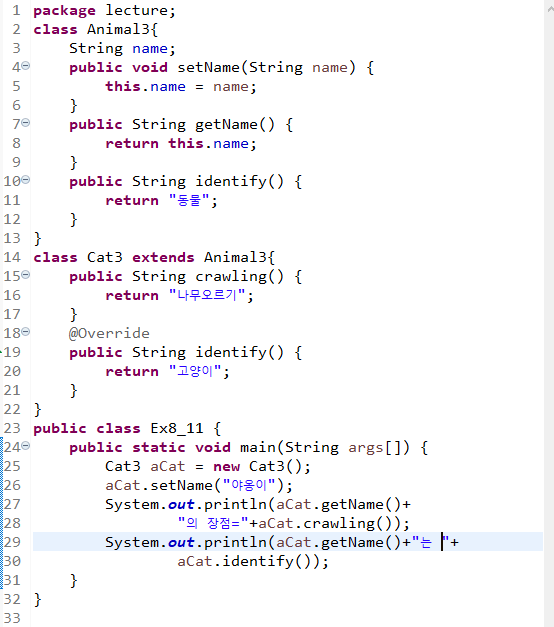 1 package lecture;
2 class Animal3{
3     String name;
4     public void setName(String name) {
5         this.name = name;
6     }
7     public String getName() {
8         return this.name;
9     }
10     public String identify() {
11         return "동물";
12     }
13 }
14 class Cat3 extends Animal3{
15     public String crawling() {
16         return "나무오르기";
17     }
18     @Override
19     public String identify() {
20         return "고양이";
21     }
22 }
23 public class Ex8_11 {
24     public static void main(String args[]) {
25         Cat3 aCat = new Cat3();
26         aCat.setName("야옹이");
27         System.out.println(aCat.getName()+
28                 "의 장점="+aCat.crawling());
29         System.out.println(aCat.getName()+"는 "+
30                 aCat.identify());
31     }
32 }
33